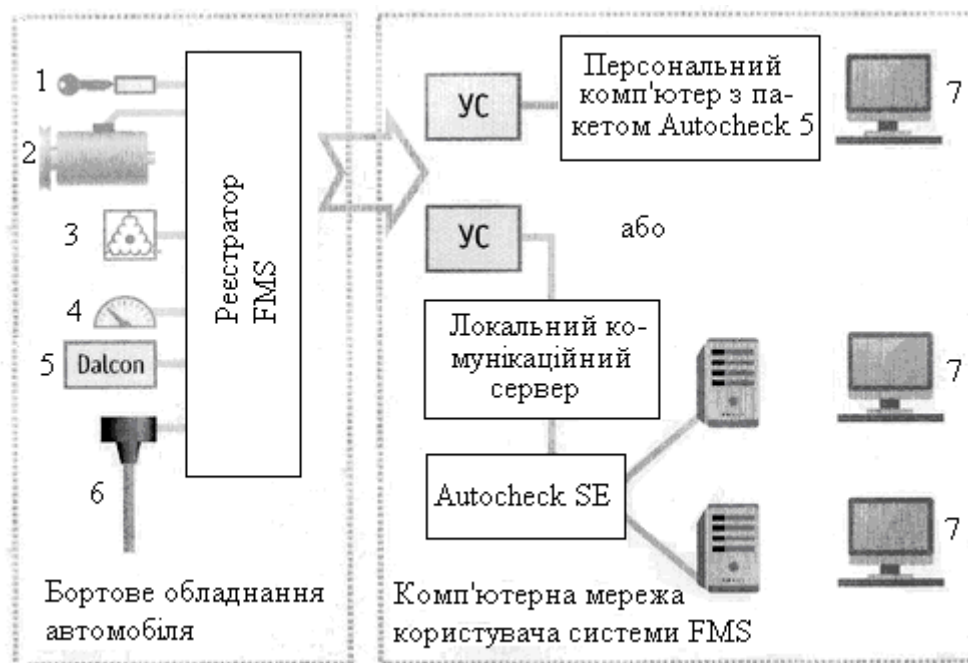 1
2
3
4
5
Dalcon
6
Реєстратор
FMS
Бортове обладнання
автомобіля
УС
Персональний
комп'ютер з па-
кетом Autocheck 5
7
УС
або
Локальний ко-
мунікаційний
сервер
7
Autocheck SE
7
Комп'ютерна мережа
користувача системи FMS